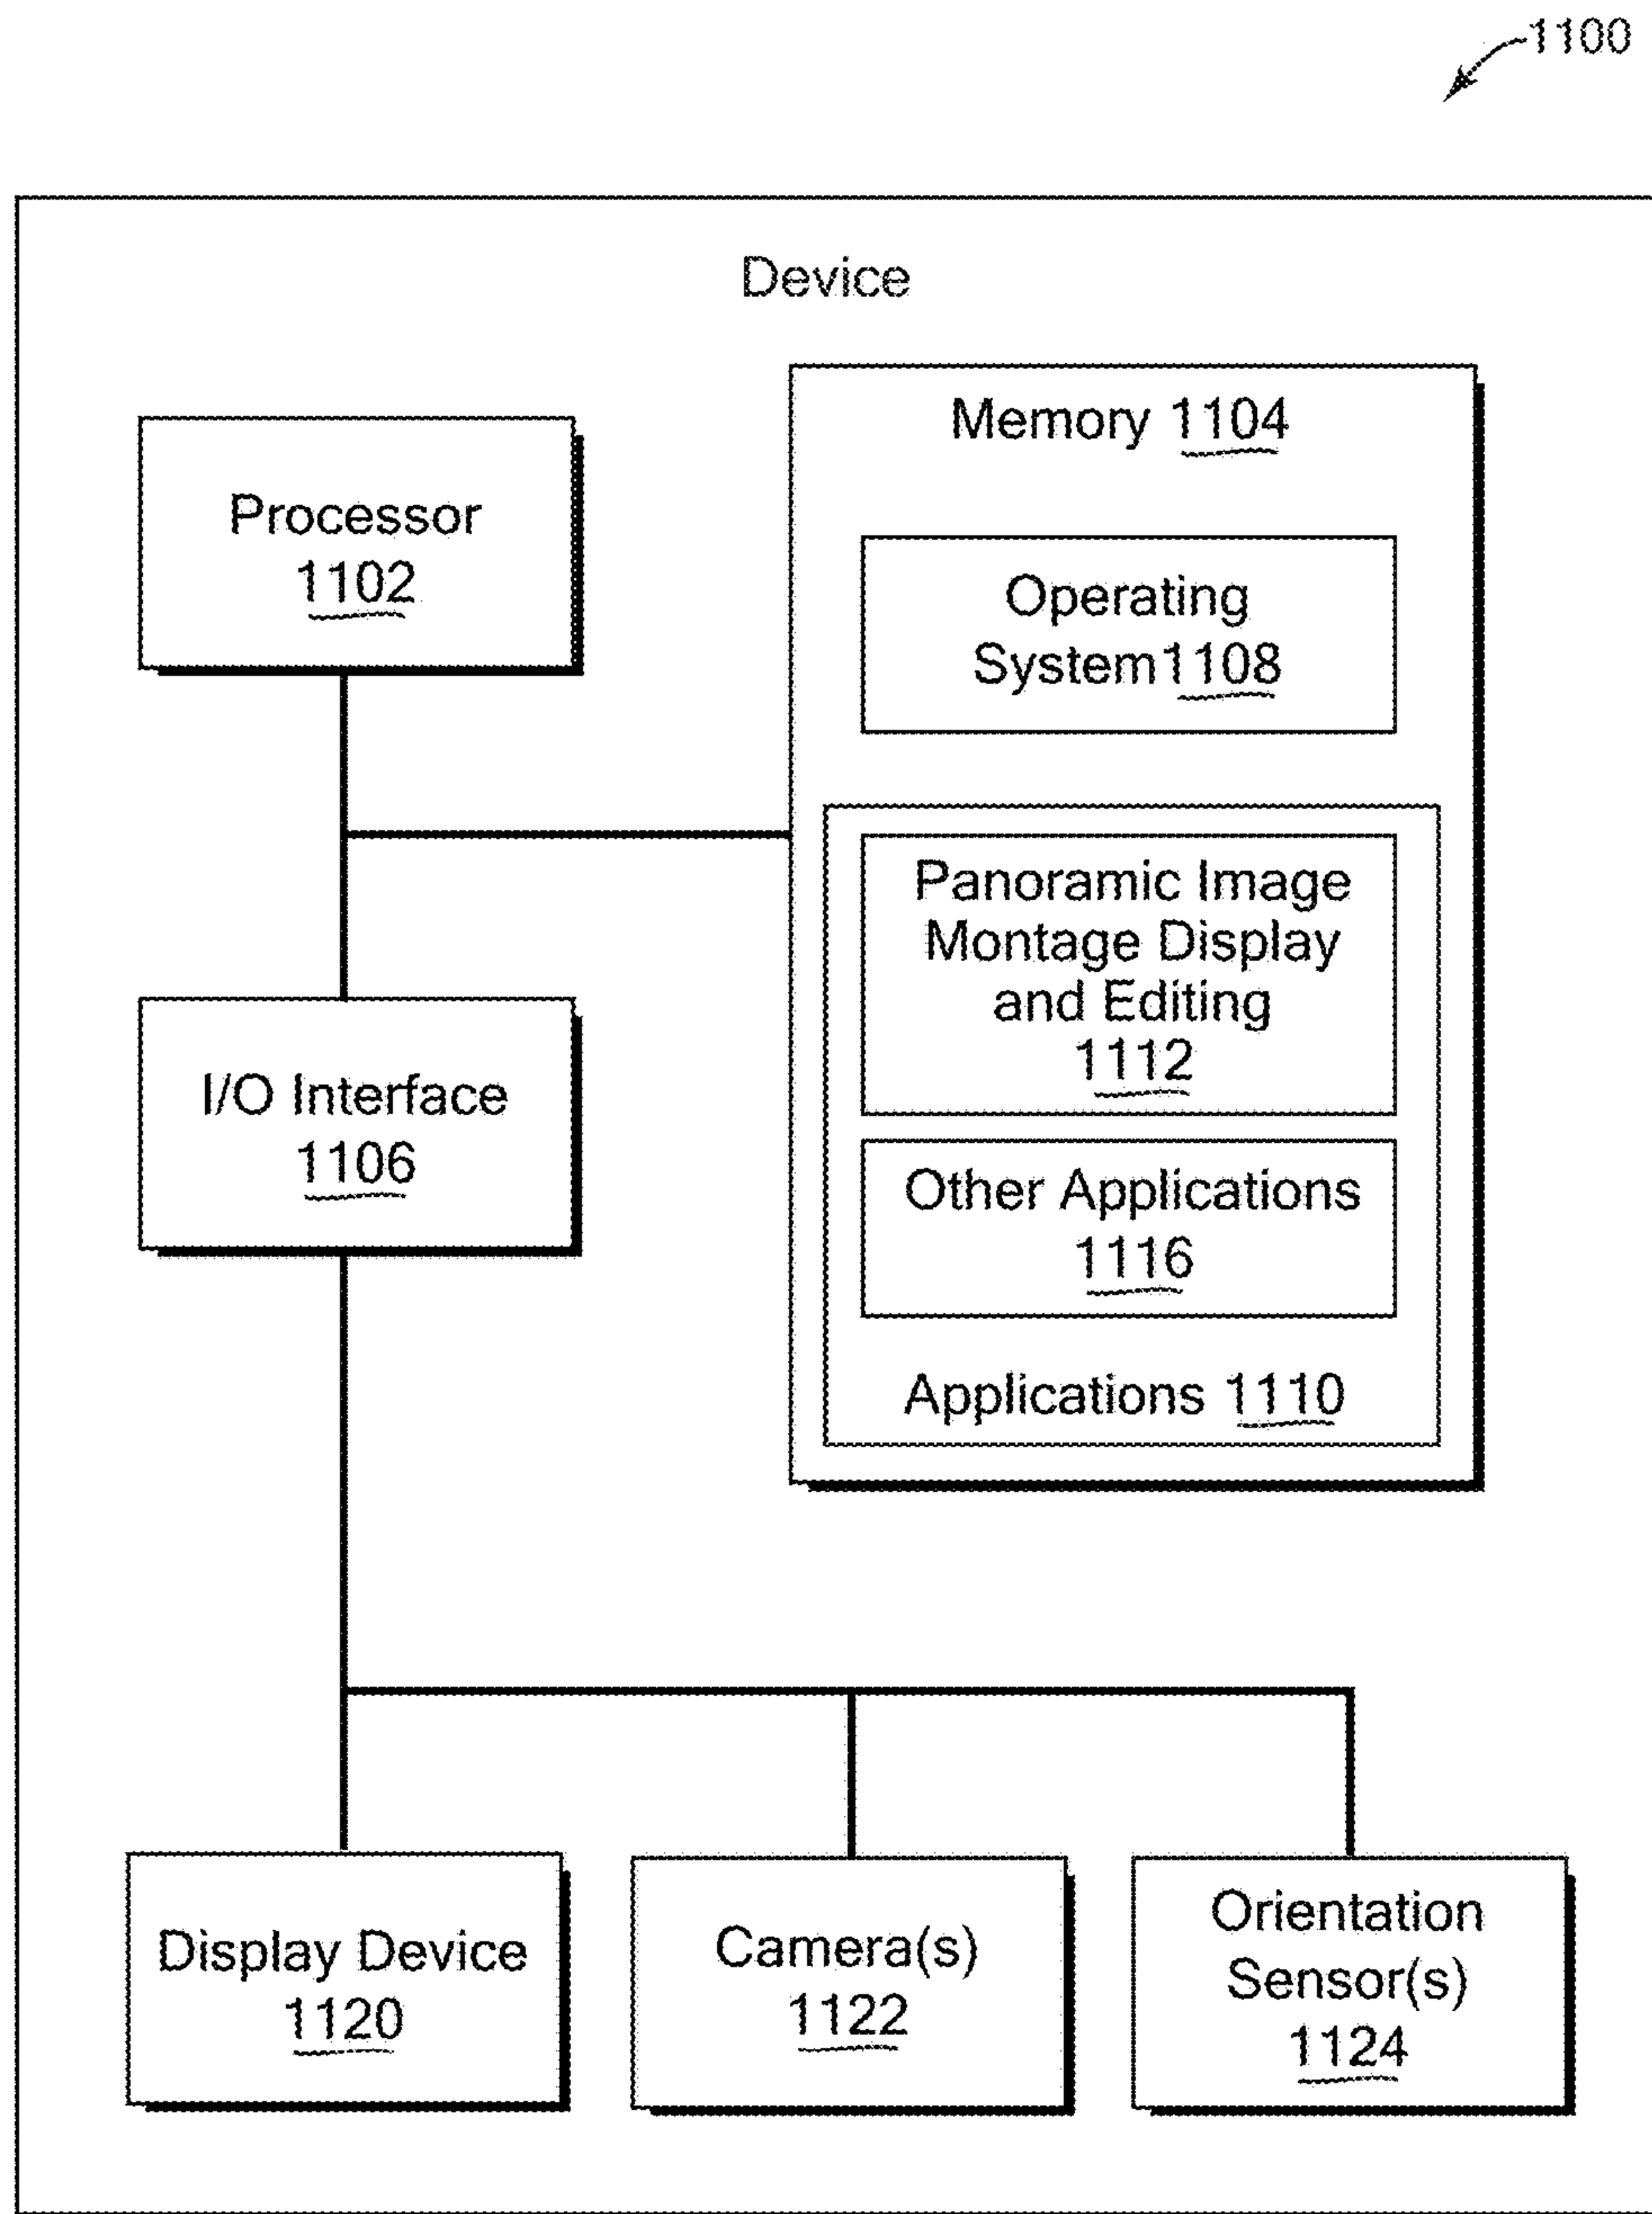 1100
Device
Processor
1102
Memory 1104
Operating
System1108
Panoramic Image
Montage Display
and Editing
1112
Other Applications
1116
Applications 1110
I/O Interface
1106
Display Device
1120
Camera(s)
1122
Orientation
Sensor(s)
1124